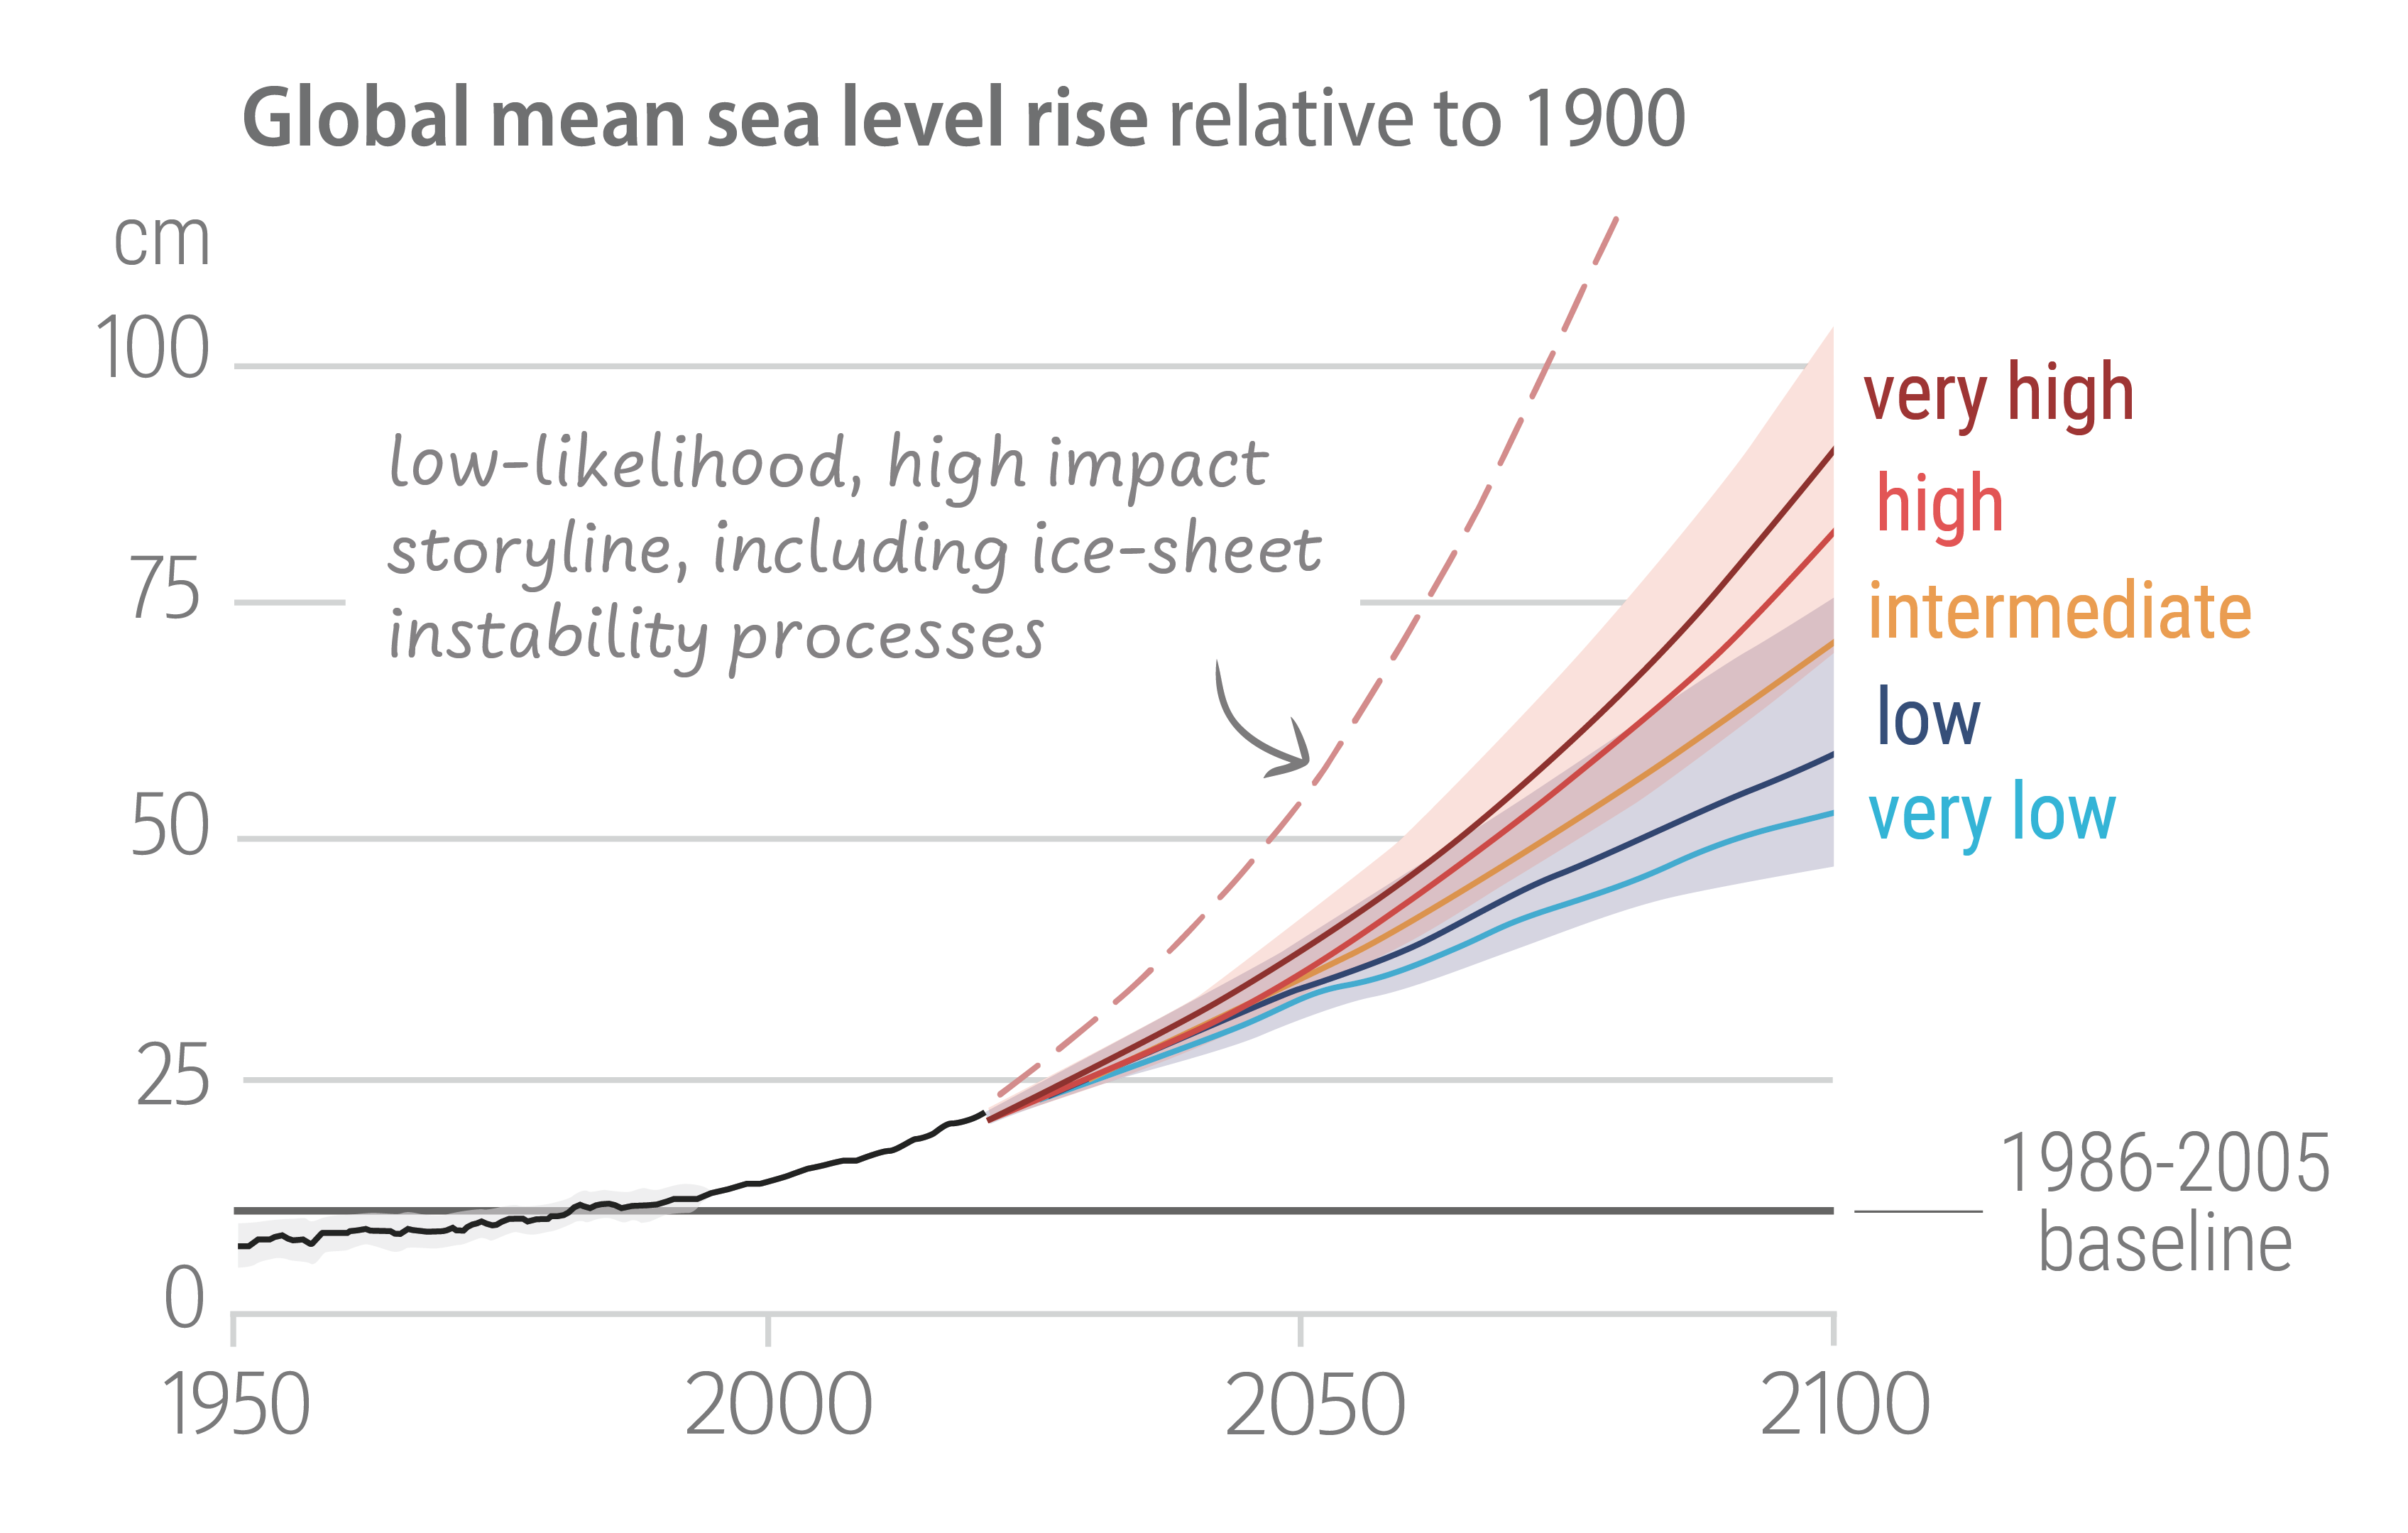 Global mean sea level rise relative to 1900
cm
100
low-likelihood, high impact
storyline, including ice-sheet
instability processes
75
50
25
0
1950
2000
2050
2100
very high
high
intermediate
low
very low
1986-2005
baseline